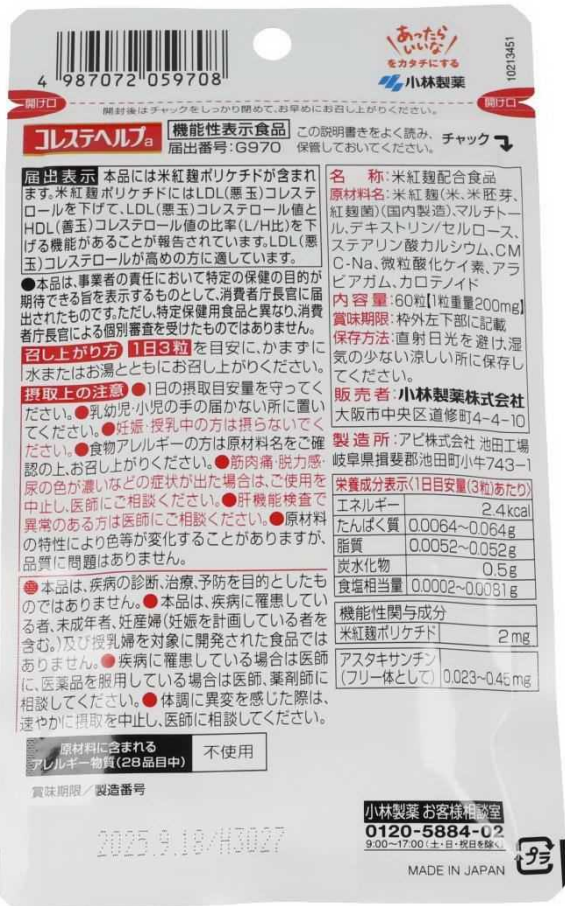 4 987072 059708
あったら
いいな
をカタチにする
小林製薬
10213451
開け口
開け口
開封後はチャックをしっかり閉めて、お早めにお召し上がりください。
コレステヘルプa
機能性表示食品
届出番号:G970
この説明書きをよく読み、
保管しておいてください。
チャック
届出表示 本品には米紅麹ポリケチドが含まれ
ます。米紅麹ポリケチドにはLDL(悪玉)コレステ
ロールを下げて、LDL(悪玉)コレステロール値と
HDL(善玉)コレステロール値の比率(L/H比)を下
げる機能があることが報告されています。LDL(悪
玉)コレステロールが高めの方に適しています。
●本品は、事業者の責任において特定の保健の目的が
期待できる旨を表示するものとして、消費者庁長官に届
出されたものです。ただし、特定保健用食品と異なり、消費
者庁長官による個別審査を受けたものではありません。
召し上がり方 1日3粒を目安に、かまずに
水またはお湯とともにお召し上がりください。
摂取上の注意 ●1日の摂取目安量を守ってく
ださい。●乳幼児・小児の手の届かない所に置い
てください。●妊娠・授乳中の方は摂らないでく
ださい。●食物アレルギーの方は原材料名をご確
認の上、お召し上がりください。●筋肉痛・脱力感・
尿の色が濃いなどの症状が出た場合は、ご使用を
中止し、医師にご相談ください。●肝機能検査で
異常のある方は医師にご相談ください。●原材料
の特性により色等が変化することがありますが、
品質に問題はありません。
●本品は、疾病の診断、治療、予防を目的としたも
のではありません。●本品は、疾病に罹患してい
る者、未成年者、妊産婦(妊娠を計画している者を
含む。)及び授乳婦を対象に開発された食品では
ありません。●疾病に罹患している場合は医師
に、医薬品を服用している場合は医師、薬剤師に
相談してください。●体調に異変を感じた際は、
速やかに摂取を中止し、医師に相談してください。
原材料に含まれる
アレルギー物質(28品目中)
不使用
賞味期限/製造番号
2025.9.18/H3027
名 称:米紅麹配合食品
原材料名:米紅麹(米、米胚芽、
紅麹菌)(国内製造)、マルチトー
ル、デキストリン/セルロース、
ステアリン酸カルシウム、CM
C-Na、微粒酸化ケイ素、アラ
ビアガム、カロテノイド
内容量:60粒【1粒重量200mg】
賞味期限:枠外左下部に記載
保存方法:直射日光を避け、湿
気の少ない涼しい所に保存し
てください。
販売者:小林製薬株式会社
大阪市中央区道修町4-4-10
製造所:アピ株式会社 池田工場
岐阜県揖斐郡池田町小牛743-1
栄養成分表示〈1日目安量(3粒)あたり〉
エネルギー 2.4kcal
たんぱく質 0.0064~0.064g
脂質 0.0052~0.052g
炭水化物 0.5g
食塩相当量 0.0002~0.0081g
機能性関与成分
米紅麹ポリケチド 2mg
アスタキサンチン
(フリー体として) 0.023~0.45mg
小林製薬 お客様相談室
0120-5884-02
9:00~17:00(土・日・祝日を除く)
MADE IN JAPAN
プラ